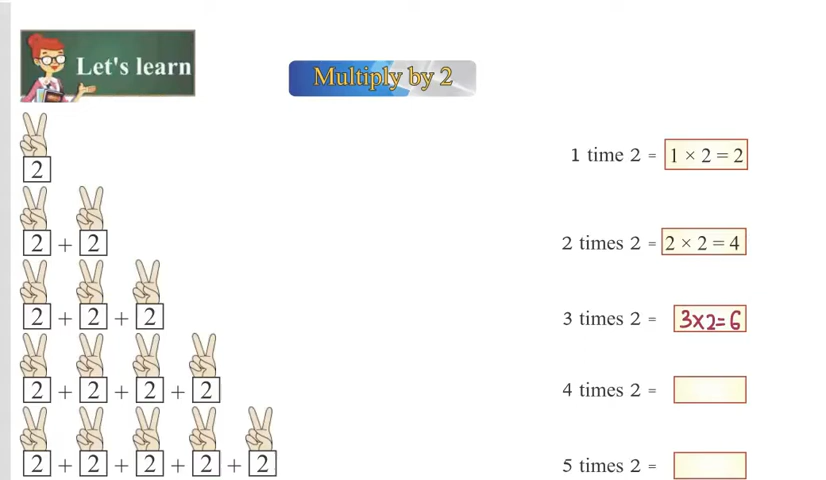 Let's learn
Multiply by 2
2
1 time 2 = 1 × 2 = 2
2 + 2
2 times 2 = 2 × 2 = 4
2 + 2 + 2
3 times 2 = 3x2=6
2 + 2 + 2 + 2
4 times 2 =
2 + 2 + 2 + 2 + 2
5 times 2 =